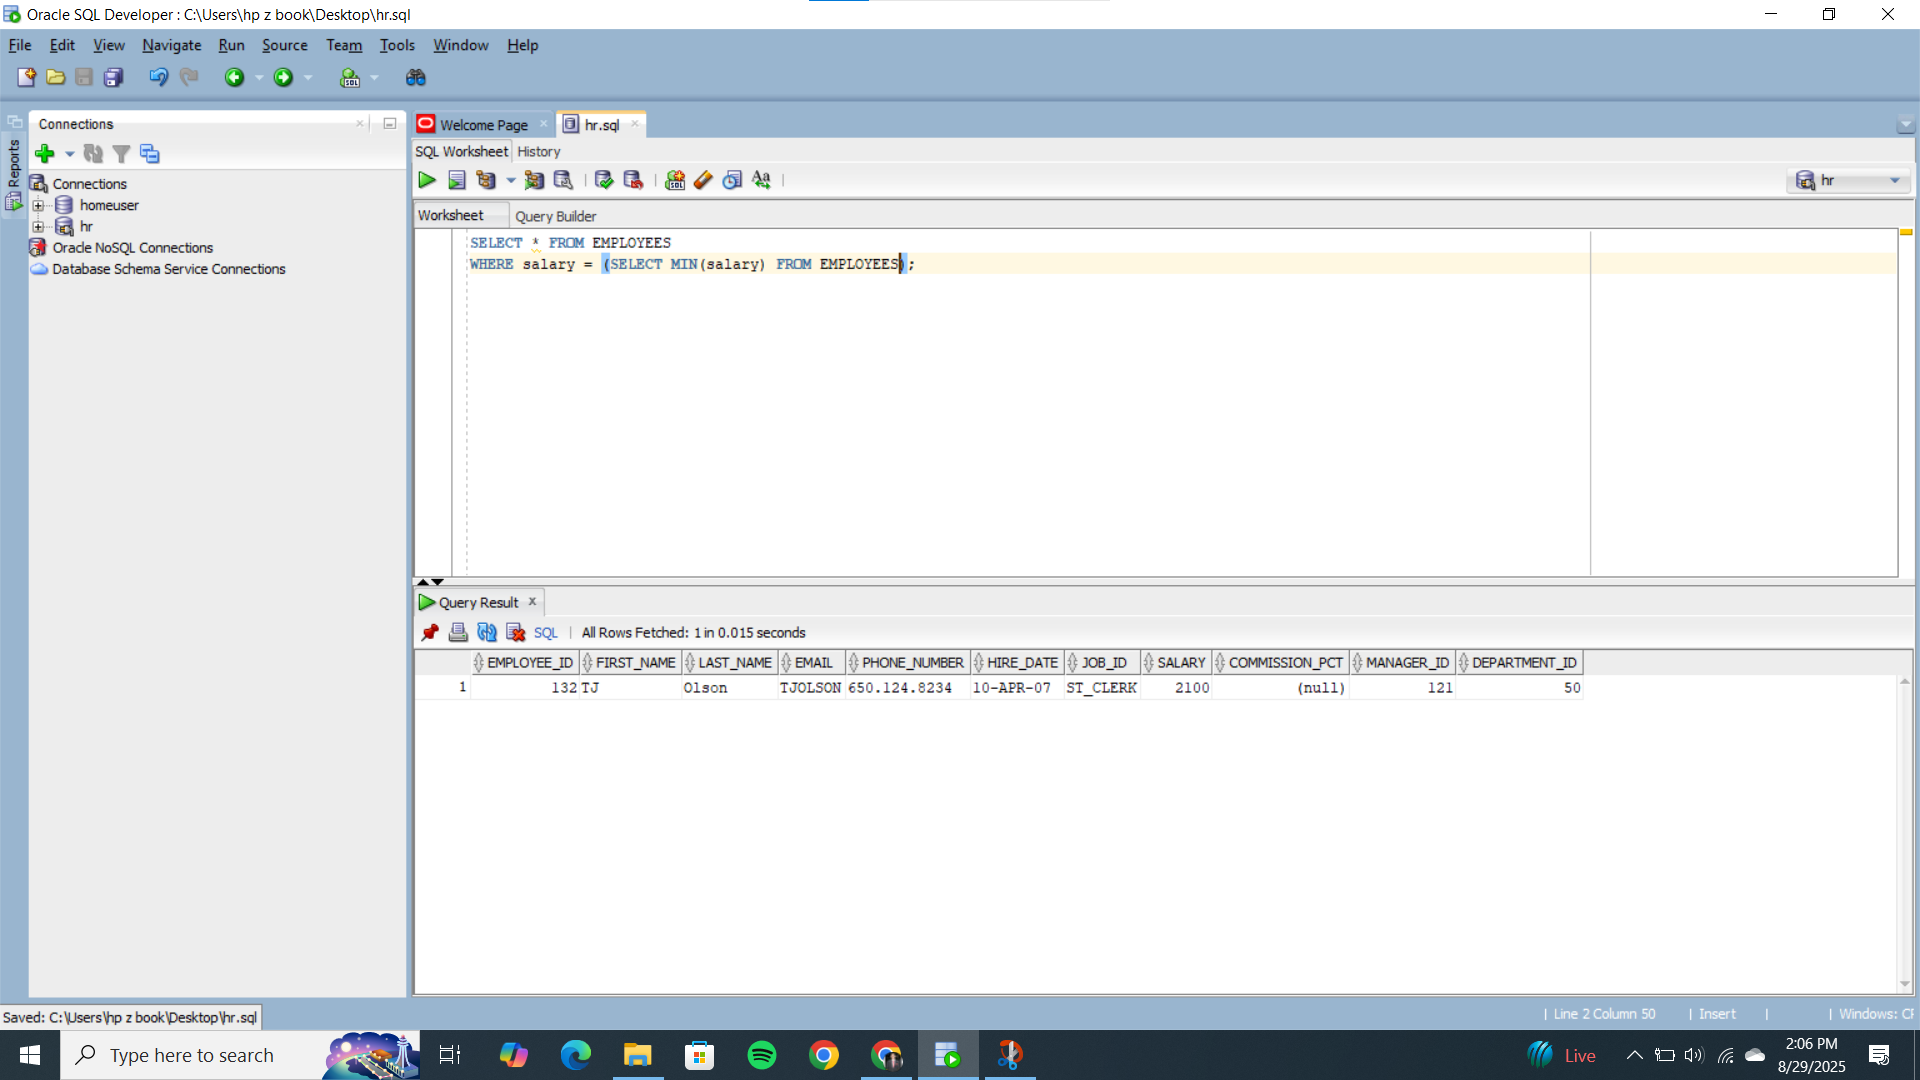 Oracle SQL Developer : C:\Users\hp z book\Desktop\hr.sql
File Edit View Navigate Run Source Team Tools Window Help
Reports
Connections
Connections
homeuser
hr
Oracle NoSQL Connections
Database Schema Service Connections
Welcome Page hr.sql
SQL Worksheet History
hr
Worksheet Query Builder
SELECT * FROM EMPLOYEES
WHERE salary = (SELECT MIN(salary) FROM EMPLOYEES);
Query Result
SQL | All Rows Fetched: 1 in 0.015 seconds
EMPLOYEE_ID FIRST_NAME LAST_NAME EMAIL PHONE_NUMBER HIRE_DATE JOB_ID SALARY COMMISSION_PCT MANAGER_ID DEPARTMENT_ID
1 132 TJ Olson TJOLSON 650.124.8234 10-APR-07 ST_CLERK 2100 (null) 121 50
Saved: C:\Users\hp z book\Desktop\hr.sql
| Line 2 Column 50 | Insert | | Windows: CF
Type here to search
Live
2:06 PM
8/29/2025